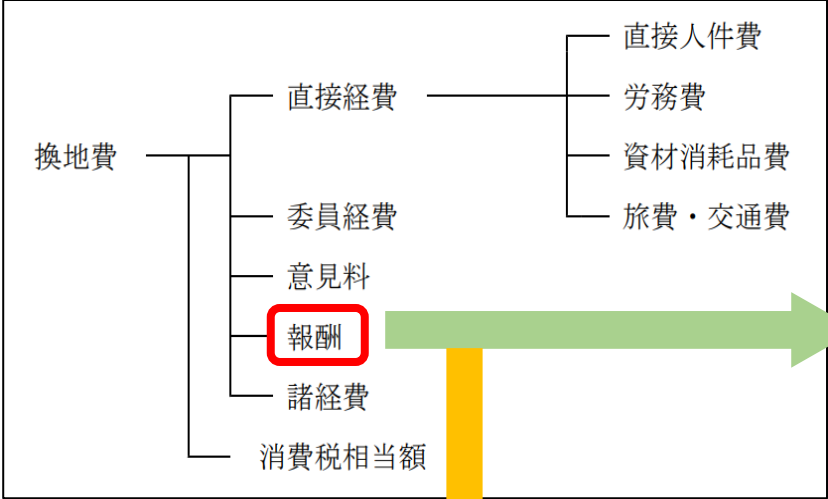 直接人件費
直接経費
労務費
換地費
資材消耗品費
委員経費
旅費・交通費
意見料
報酬
諸経費
消費税相当額